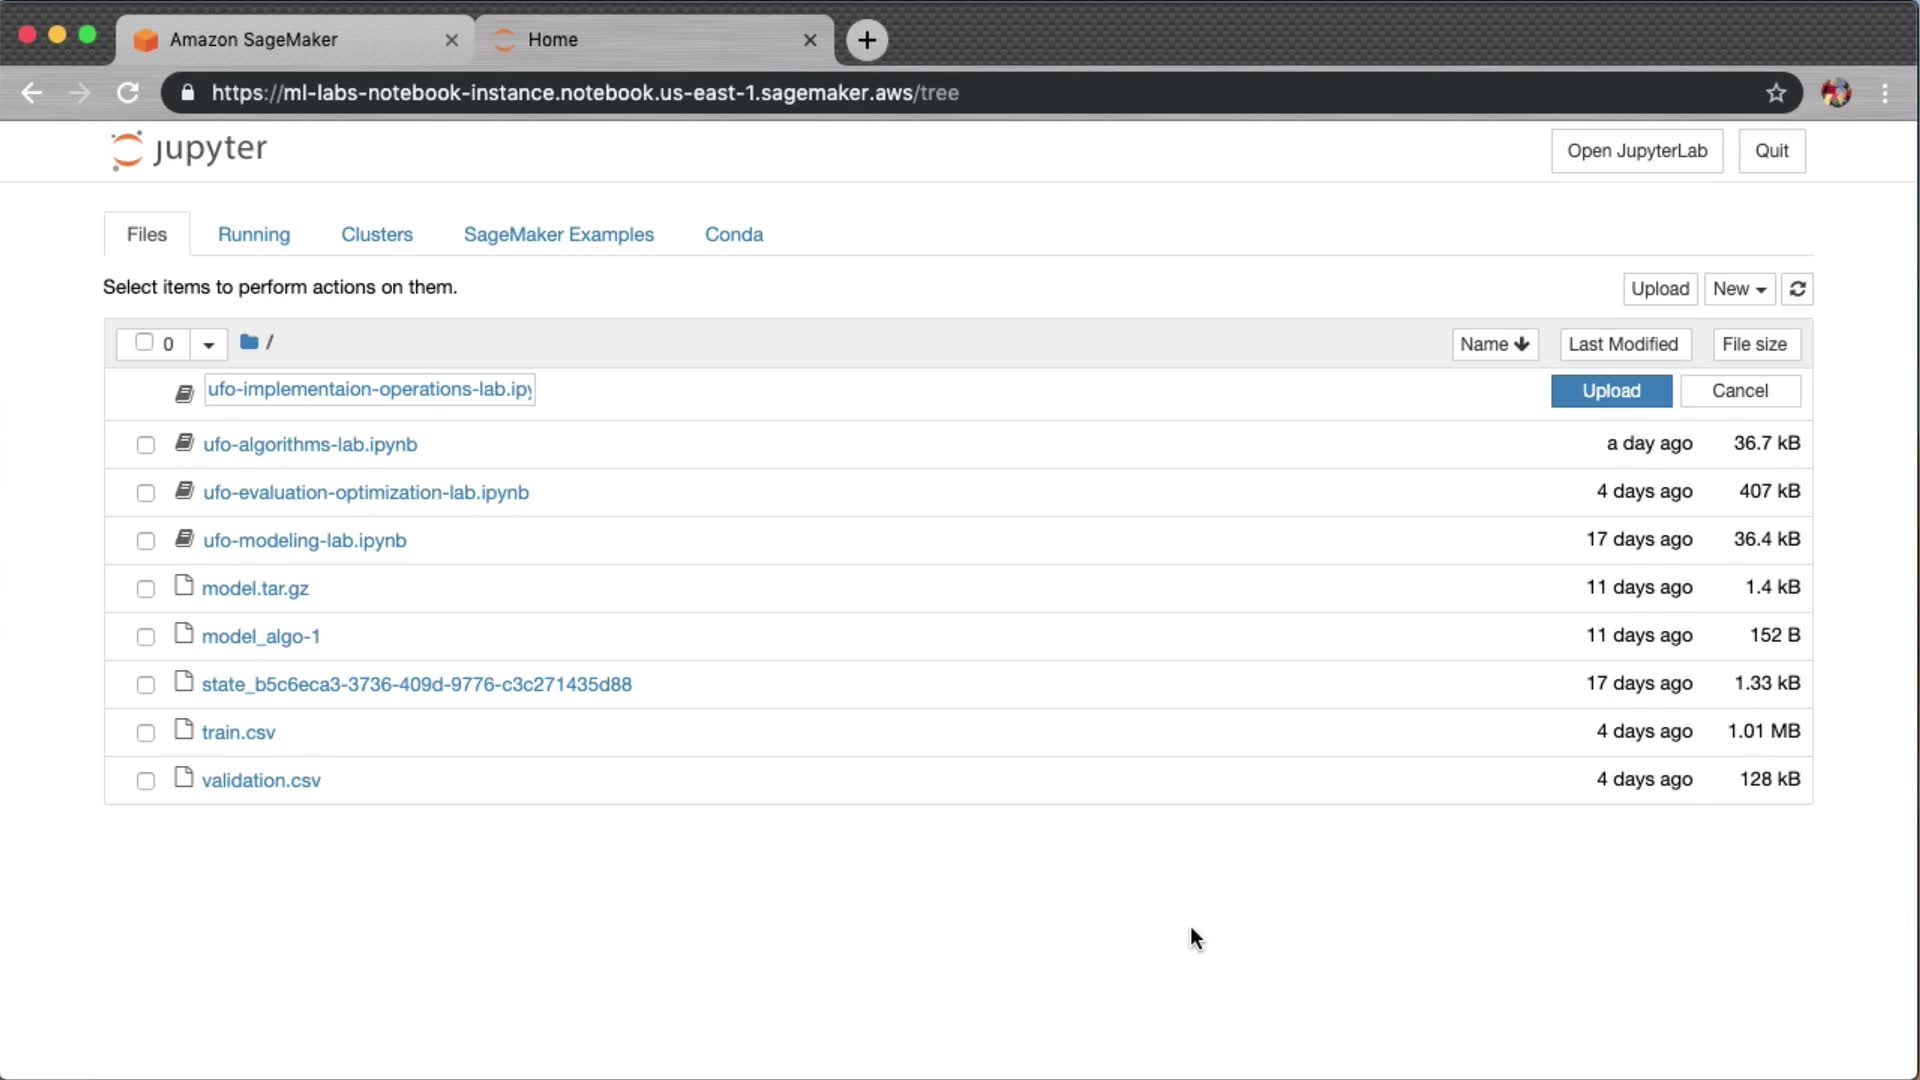 Amazon SageMaker
Home
https://ml-labs-notebook-instance.notebook.us-east-1.sagemaker.aws/tree
jupyter
Open JupyterLab
Quit
Files
Running
Clusters
SageMaker Examples
Conda
Select items to perform actions on them.
Upload
New
0
/
Name
Last Modified
File size
ufo-implementaion-operations-lab.ipy
Upload
Cancel
ufo-algorithms-lab.ipynb a day ago 36.7 kB
ufo-evaluation-optimization-lab.ipynb 4 days ago 407 kB
ufo-modeling-lab.ipynb 17 days ago 36.4 kB
model.tar.gz 11 days ago 1.4 kB
model_algo-1 11 days ago 152 B
state_b5c6eca3-3736-409d-9776-c3c271435d88 17 days ago 1.33 kB
train.csv 4 days ago 1.01 MB
validation.csv 4 days ago 128 kB